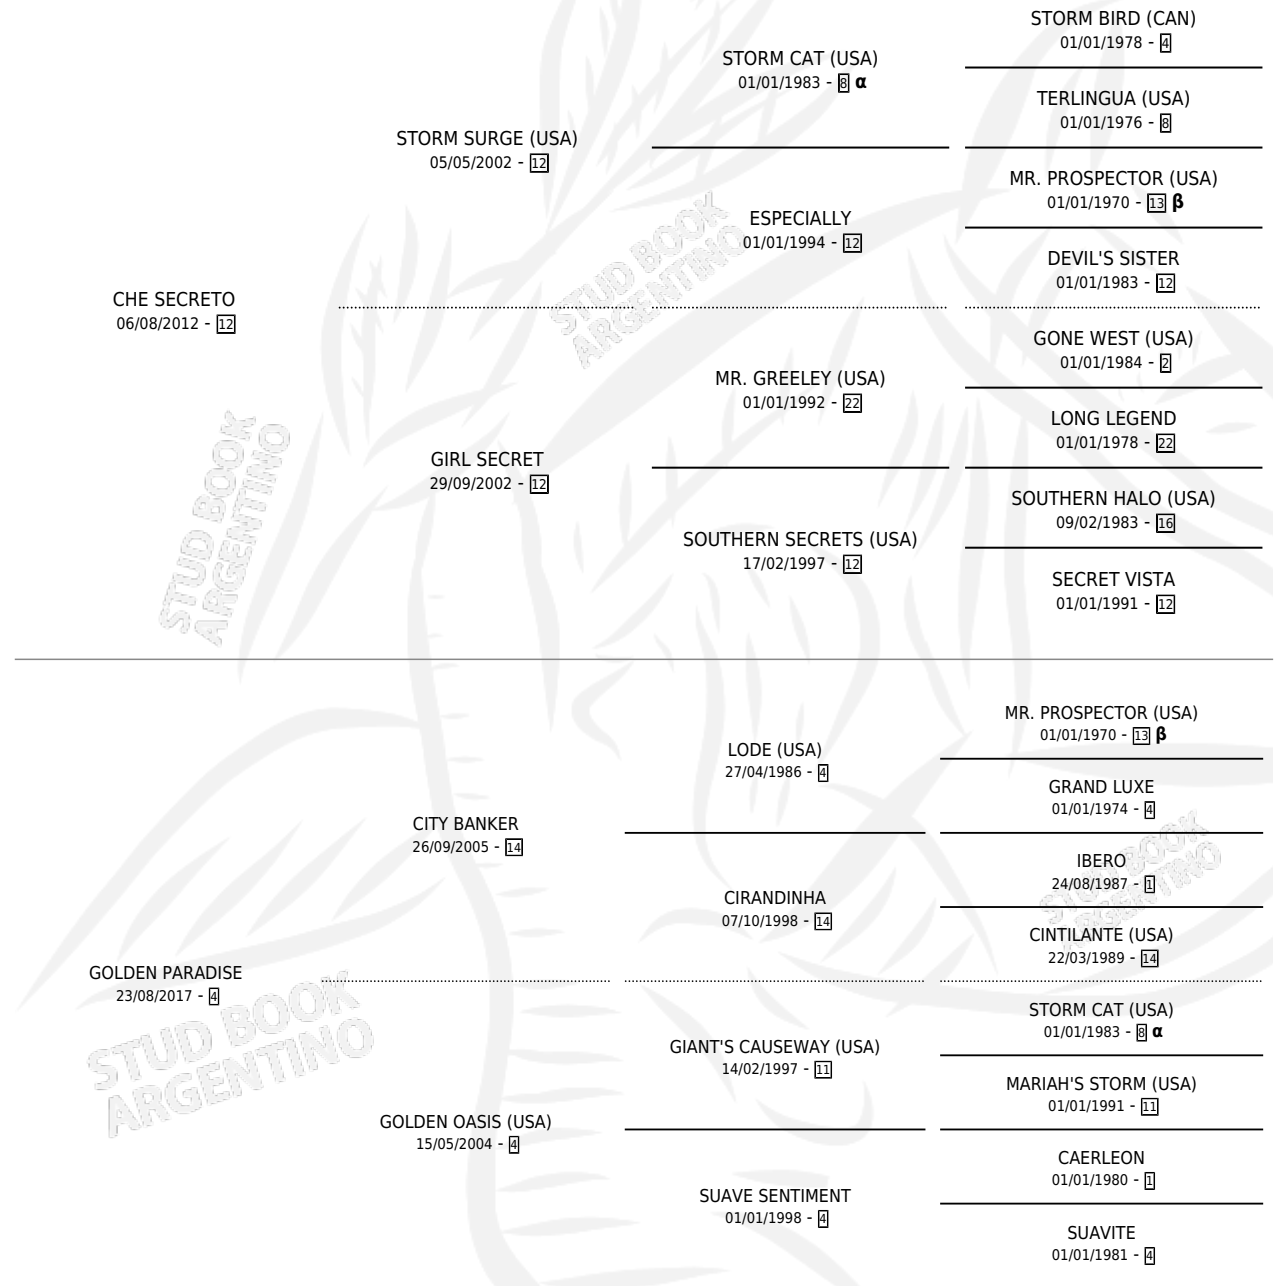 STORM BIRD (CAN)
01/01/1978 - 4
STORM CAT (USA)
01/01/1983 - 8 α
TERLINGUA (USA)
01/01/1976 - 8
STORM SURGE (USA)
05/05/2002 - 12
MR. PROSPECTOR (USA)
01/01/1970 - 13 β
ESPECIALLY
01/01/1994 - 12
DEVIL'S SISTER
01/01/1983 - 12
CHE SECRETO
06/08/2012 - 12
GONE WEST (USA)
01/01/1984 - 2
MR. GREELEY (USA)
01/01/1992 - 22
LONG LEGEND
01/01/1978 - 22
GIRL SECRET
29/09/2002 - 12
SOUTHERN HALO (USA)
09/02/1983 - 16
SOUTHERN SECRETS (USA)
17/02/1997 - 12
SECRET VISTA
01/01/1991 - 12
MR. PROSPECTOR (USA)
01/01/1970 - 13 β
LODE (USA)
27/04/1986 - 4
GRAND LUXE
01/01/1974 - 4
CITY BANKER
26/09/2005 - 14
IBERO
24/08/1987 - 1
CIRANDINHA
07/10/1998 - 14
CINTILANTE (USA)
22/03/1989 - 14
GOLDEN PARADISE
23/08/2017 - 4
STORM CAT (USA)
01/01/1983 - 8 α
GIANT'S CAUSEWAY (USA)
14/02/1997 - 11
MARIAH'S STORM (USA)
01/01/1991 - 11
GOLDEN OASIS (USA)
15/05/2004 - 4
CAERLEON
01/01/1980 - 1
SUAVE SENTIMENT
01/01/1998 - 4
SUAVITE
01/01/1981 - 4
STUD BOOK
ARGENTINO
STUD BOOK
ARGENTINO
STUD BOOK
ARGENTINO
STUD BOOK
ARGENTINO